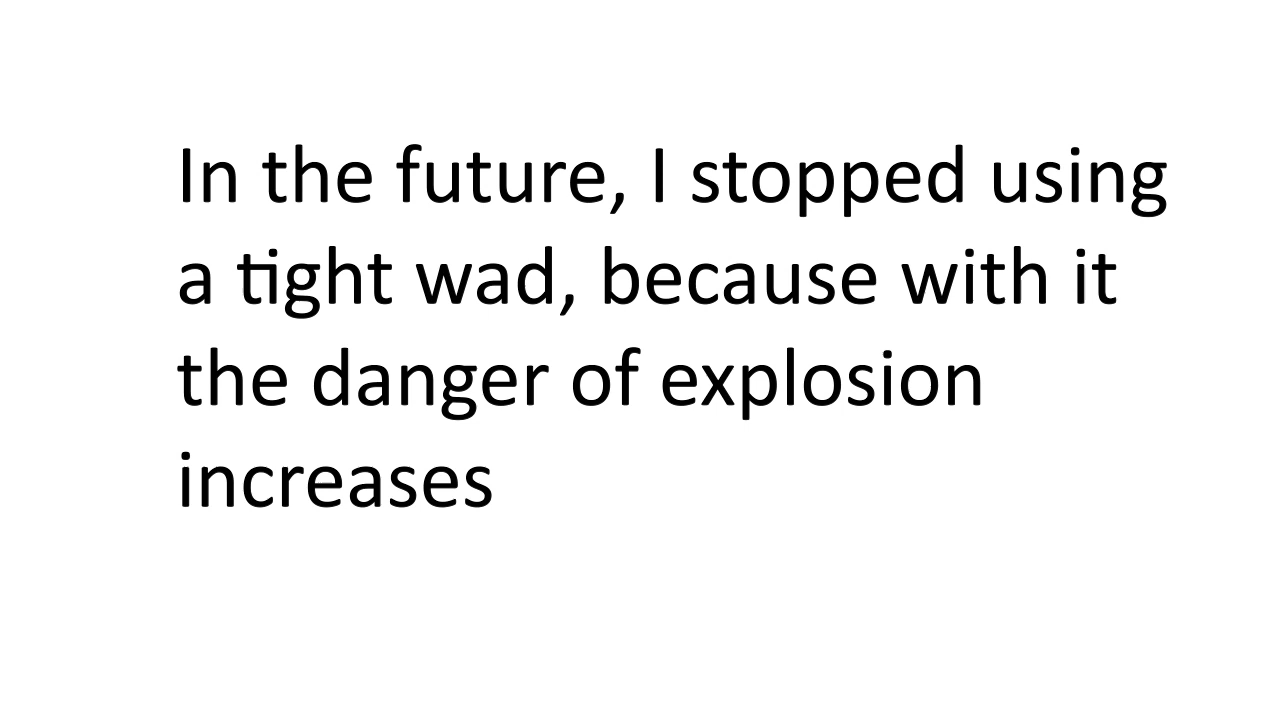 In the future, I stopped using
a tight wad, because with it
the danger of explosion
increases